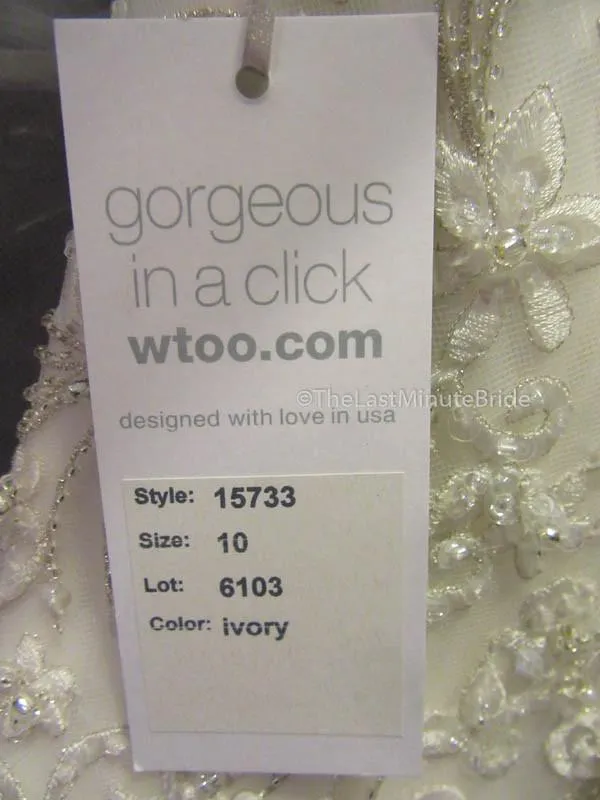 gorgeous
in a click
wtoo.com
©TheLastMinuteBride
designed with love in usa
Style: 15733
Size: 10
Lot: 6103
Color: ivory